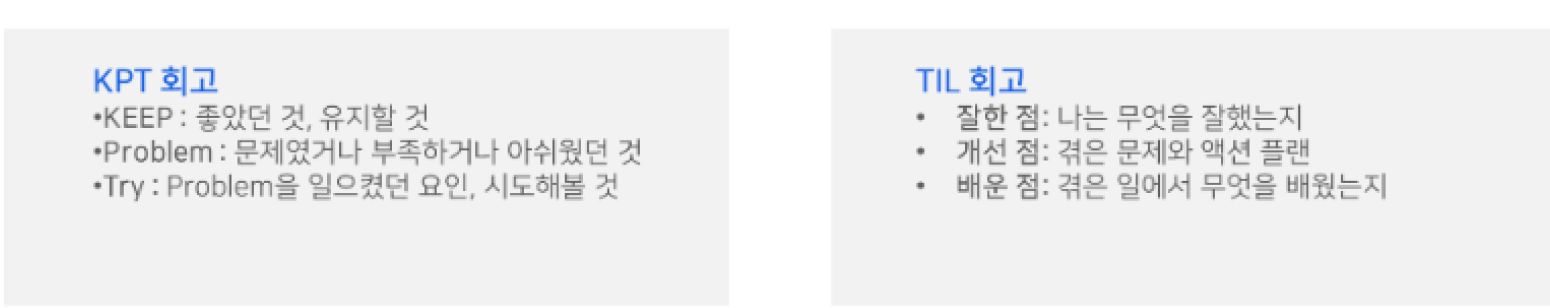 KPT 회고
•KEEP : 좋았던 것, 유지할 것
•Problem : 문제였거나 부족하거나 아쉬웠던 것
•Try : Problem을 일으켰던 요인, 시도해볼 것
TIL 회고
• 잘한 점: 나는 무엇을 잘했는지
• 개선 점: 겪은 문제와 액션 플랜
• 배운 점: 겪은 일에서 무엇을 배웠는지